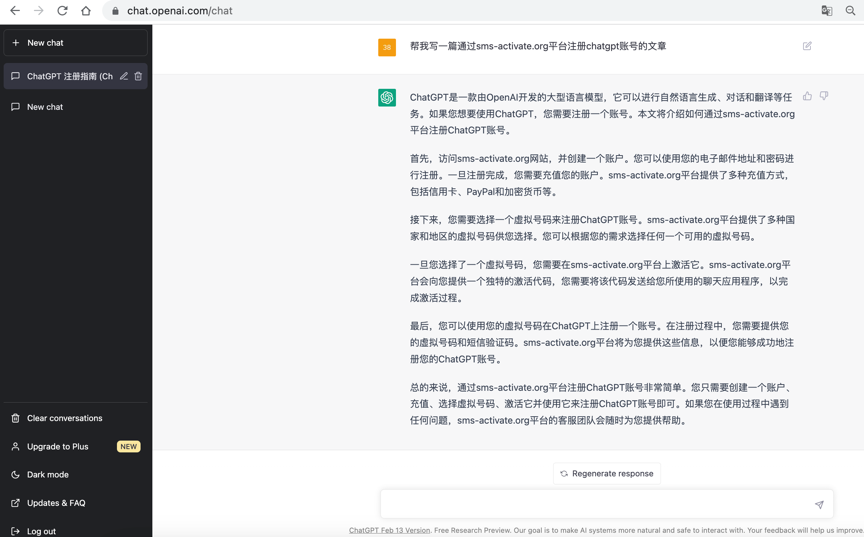 chat.openai.com/chat
New chat
ChatGPT 注册指南 (Ch
New chat
38
帮我写一篇通过sms-activate.org平台注册chatgpt账号的文章
ChatGPT是一款由OpenAI开发的大型语言模型，它可以进行自然语言生成、对话和翻译等任
务。如果您想要使用ChatGPT，您需要注册一个账号。本文将介绍如何通过sms-activate.org
平台注册ChatGPT账号。
首先，访问sms-activate.org网站，并创建一个账户。您可以使用您的电子邮件地址和密码进
行注册。一旦注册完成，您需要充值您的账户。sms-activate.org平台提供了多种充值方式，
包括信用卡、PayPal和加密货币等。
接下来，您需要选择一个虚拟号码来注册ChatGPT账号。sms-activate.org平台提供了多种国
家和地区的虚拟号码供您选择。您可以根据您的需求选择任何一个可用的虚拟号码。
一旦您选择了一个虚拟号码，您需要在sms-activate.org平台上激活它。sms-activate.org平
台会向您提供一个独特的激活代码，您需要将该代码发送给您所使用的聊天应用程序，以完
成激活过程。
最后，您可以使用您的虚拟号码在ChatGPT上注册一个账号。在注册过程中，您需要提供您
的虚拟号码和短信验证码。sms-activate.org平台将为您提供这些信息，以便您能够成功地注
册您的ChatGPT账号。
总的来说，通过sms-activate.org平台注册ChatGPT账号非常简单。您只需要创建一个账户、
充值、选择虚拟号码、激活它并使用它来注册ChatGPT账号即可。如果您在使用过程中遇到
任何问题，sms-activate.org平台的客服团队会随时为您提供帮助。
Clear conversations
Upgrade to Plus NEW
Dark mode
Updates & FAQ
Log out
Regenerate response
ChatGPT Feb 13 Version. Free Research Preview. Our goal is to make AI systems more natural and safe to interact with. Your feedback will help us improve.